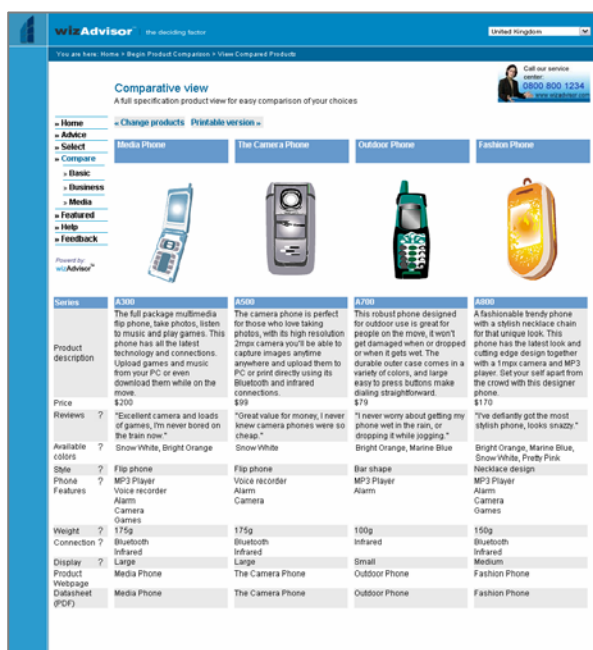 wizAdvisor the deciding factor
United Kingdom
You are here: Home > Begin Product Comparison > View Compared Products
Call our service
center:
0800 800 1234
www.wizadvisor.com
Comparative view
A full specification product view for easy comparison of your choices
« Change products Printable version »
» Home
» Advice
» Select
» Compare
» Basic
» Business
» Media
» Featured
» Help
» Feedback
Powered by
wizAdvisor™
Media Phone
The Camera Phone
Outdoor Phone
Fashion Phone
Series A300 A500 A700 A800
Product
description
The full package multimedia
flip phone, take photos, listen
to music and play games. This
phone has all the latest
technology and connections.
Upload games and music
from your PC or even
download them while on the
move.
The camera phone is perfect
for those who love taking
photos, with its high resolution
2mpx camera you'll be able to
capture images anytime
anywhere and upload them to
PC or print directly using its
Bluetooth and infrared
connections.
This robust phone designed
for outdoor use is great for
people on the move, it won't
get damaged when or dropped
or when it gets wet. The
durable outer case comes in a
variety of colors, and large
easy to press buttons make
dialing straightforward.
A fashionable trendy phone
with a stylish necklace chain
for that unique look. This
phone has the latest look and
cutting edge design together
with a 1mpx camera and MP3
player. Set your self apart from
the crowd with this designer
phone.
Price $200 $99 $79 $170
Reviews ?
"Excellent camera and loads
of games, I'm never bored on
the train now."
"Great value for money, I never
knew camera phones were so
cheap."
"I never worry about getting my
phone wet in the rain, or
dropping it while jogging."
"I've defiantly got the most
stylish phone, looks snazzy."
Available ?
colors
Snow White, Bright Orange
Snow White
Bright Orange, Marine Blue
Bright Orange, Marine Blue,
Snow White, Pretty Pink
Style ? Flip phone Flip phone Bar shape Necklace design
Phone ?
Features
MP3 Player
Voice recorder
Alarm
Camera
Games
Voice recorder
Alarm
Camera
MP3 Player
Alarm
MP3 Player
Alarm
Camera
Games
Weight ? 175g 175g 100g 150g
Connection ?
Bluetooth
Infrared
Bluetooth
Infrared
Infrared
Bluetooth
Infrared
Display ? Large Large Small Medium
Product
Webpage
Media Phone The Camera Phone Outdoor Phone Fashion Phone
Datasheet
(PDF)
Media Phone The Camera Phone Outdoor Phone Fashion Phone